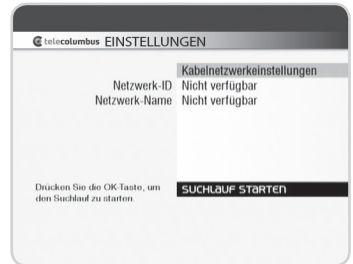 telecolumbus EINSTELLUNGEN
Kabelnetzwerkeinstellungen
Netzwerk-ID Nicht verfügbar
Netzwerk-Name Nicht verfügbar
Drücken Sie die OK-Taste, um
den Suchlauf zu starten.
SUCHLAUF STARTEN